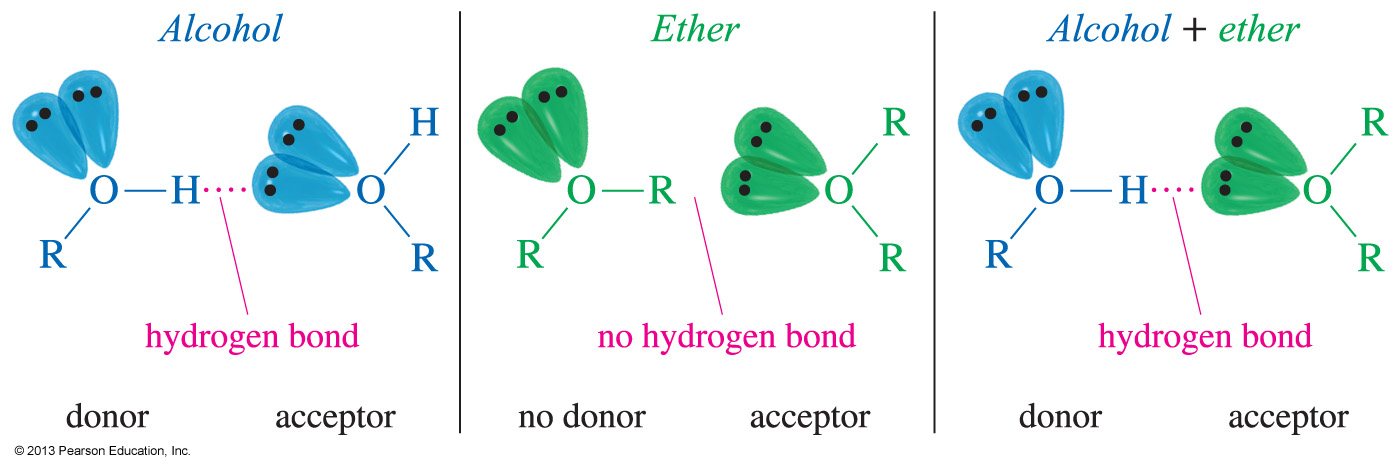 Alcohol
O—H
R
H
O
R
hydrogen bond
donor acceptor
Ether
O—R
R
R
O
R
no hydrogen bond
no donor acceptor
Alcohol + ether
O—H
R
R
O
R
hydrogen bond
donor acceptor
© 2013 Pearson Education, Inc.